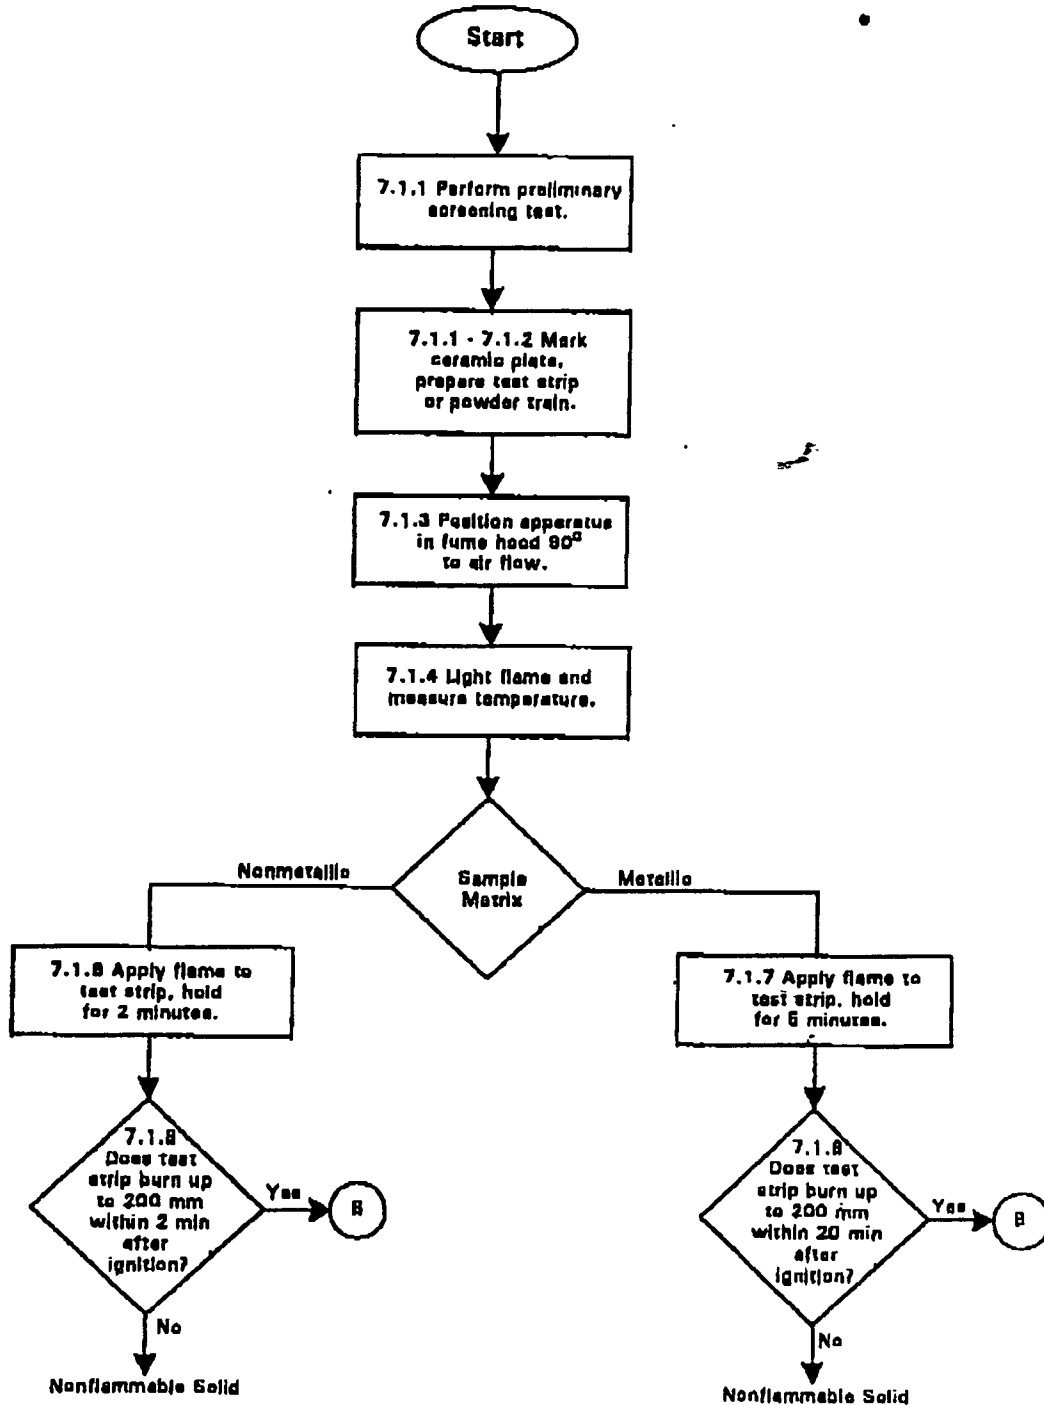 Start
7.1.1 Perform preliminary
screening test.
7.1.1 - 7.1.2 Mark
ceramic plate,
prepare test strip
or powder train.
7.1.3 Position apparatus
in fume hood 90°
to air flow.
7.1.4 Light flame and
measure temperature.
Sample
Matrix
Nonmetallic
Metallic
Apply flame to
test strip, hold
for 2 minutes.
7.1.7 Apply flame to
test strip, hold
for 5 minutes.
Does test
strip burn up
to 200 mm
within 2 min
after
ignition?
Yes
B
No
Nonflammable Solid
Does test
strip burn up
to 200 mm
within 20 min
after
ignition?
Yes
B
No
Nonflammable Solid